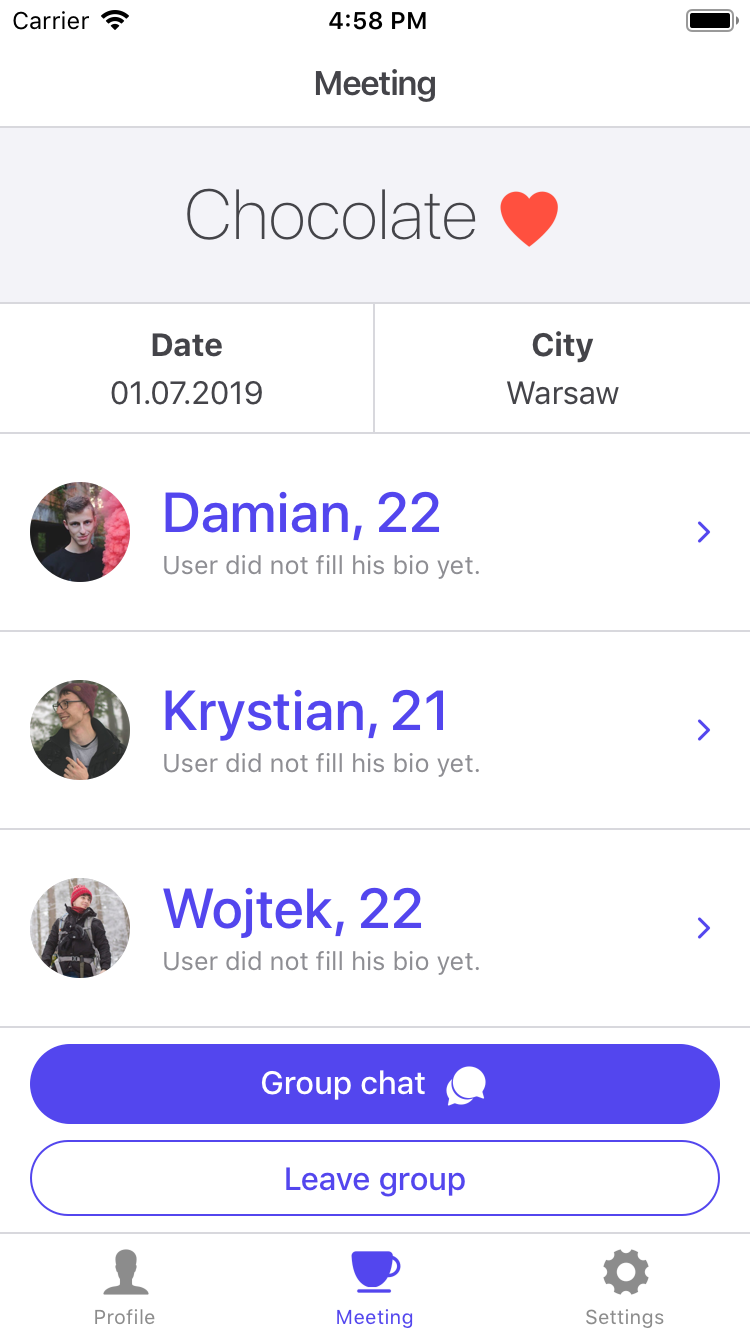 Carrier 4:58 PM
Meeting
Chocolate
Date City
01.07.2019 Warsaw
Damian, 22
User did not fill his bio yet.
Krystian, 21
User did not fill his bio yet.
Wojtek, 22
User did not fill his bio yet.
Group chat
Leave group
Profile Meeting Settings